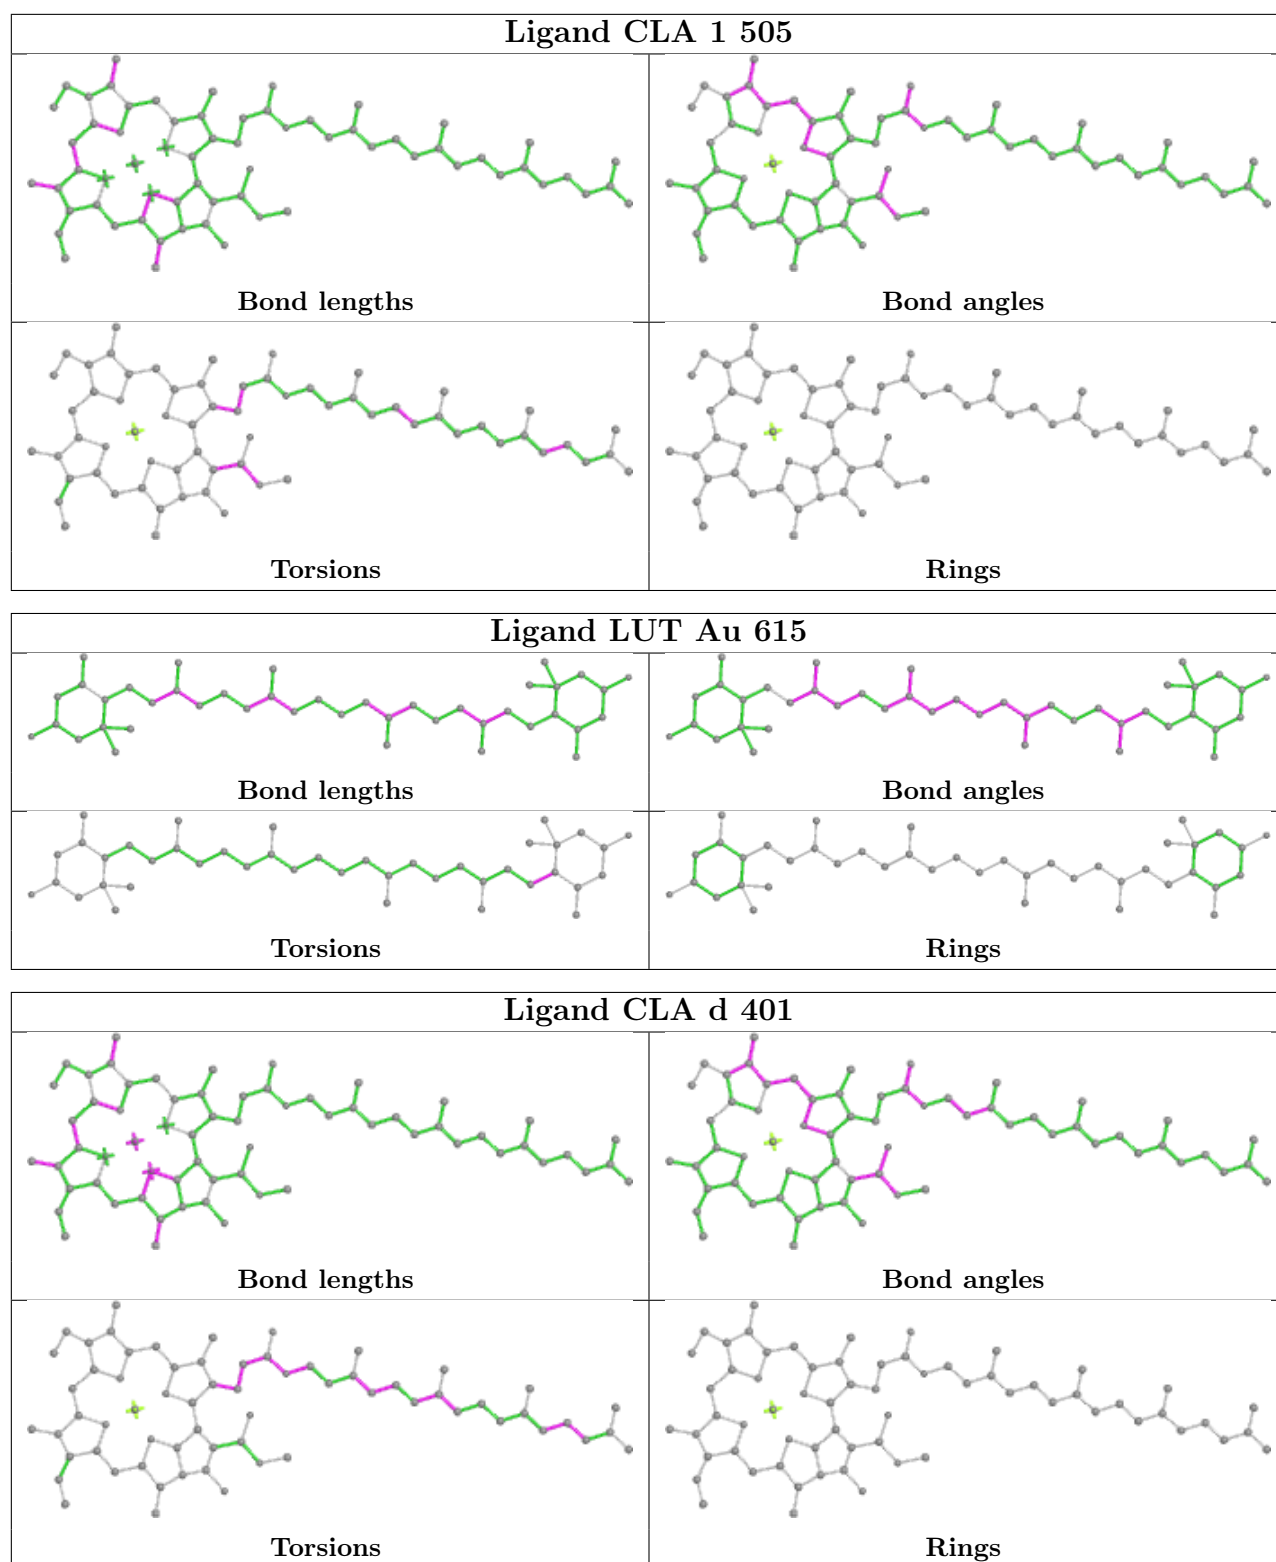 Ligand CLA 1 505
Bond lengths
Bond angles
Torsions
Rings
Ligand LUT Au 615
Bond lengths
Bond angles
Torsions
Rings
Ligand CLA d 401
Bond lengths
Bond angles
Torsions
Rings